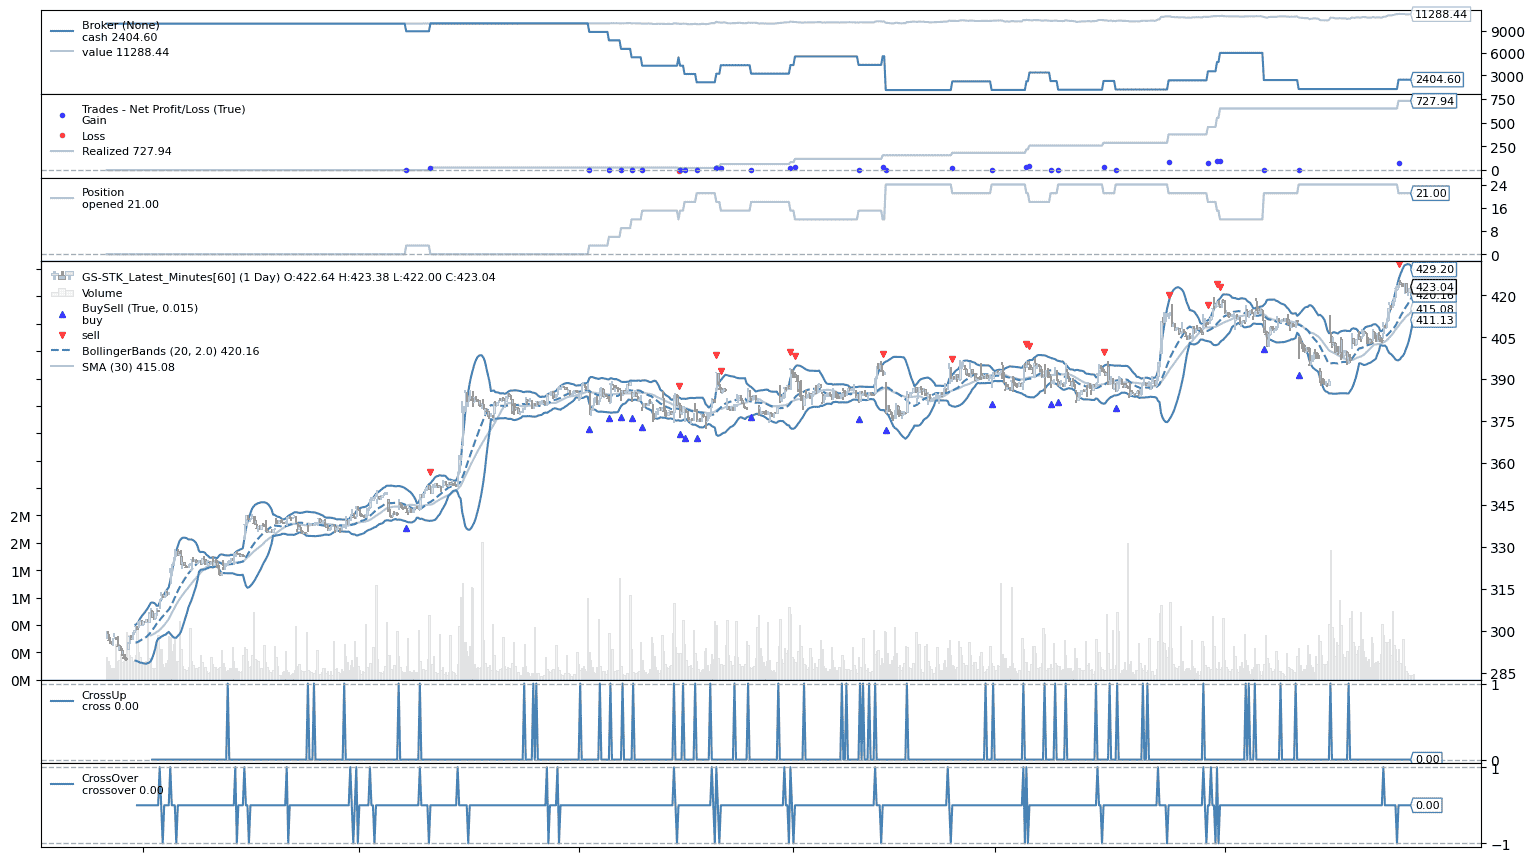 Broker (None)
cash 2404.60
value 11288.44
11288.44
9000
6000
3000
2404.60
Trades - Net Profit/Loss (True)
Gain
Loss
Realized 727.94
750
727.94
500
250
0
Position
opened 21.00
24
21.00
16
8
0
GS-STK_Latest_Minutes[60] (1 Day) O:422.64 H:423.38 L:422.00 C:423.04
Volume
BuySell (True, 0.015)
buy
sell
BollingerBands (20, 2.0) 420.16
SMA (30) 415.08
429.20
423.04
420.16
415.08
411.13
420
405
390
375
360
345
330
315
300
285
2M
2M
1M
1M
0M
0M
0M
CrossUp
cross 0.00
1
0.00
0
CrossOver
crossover 0.00
1
0.00
−1